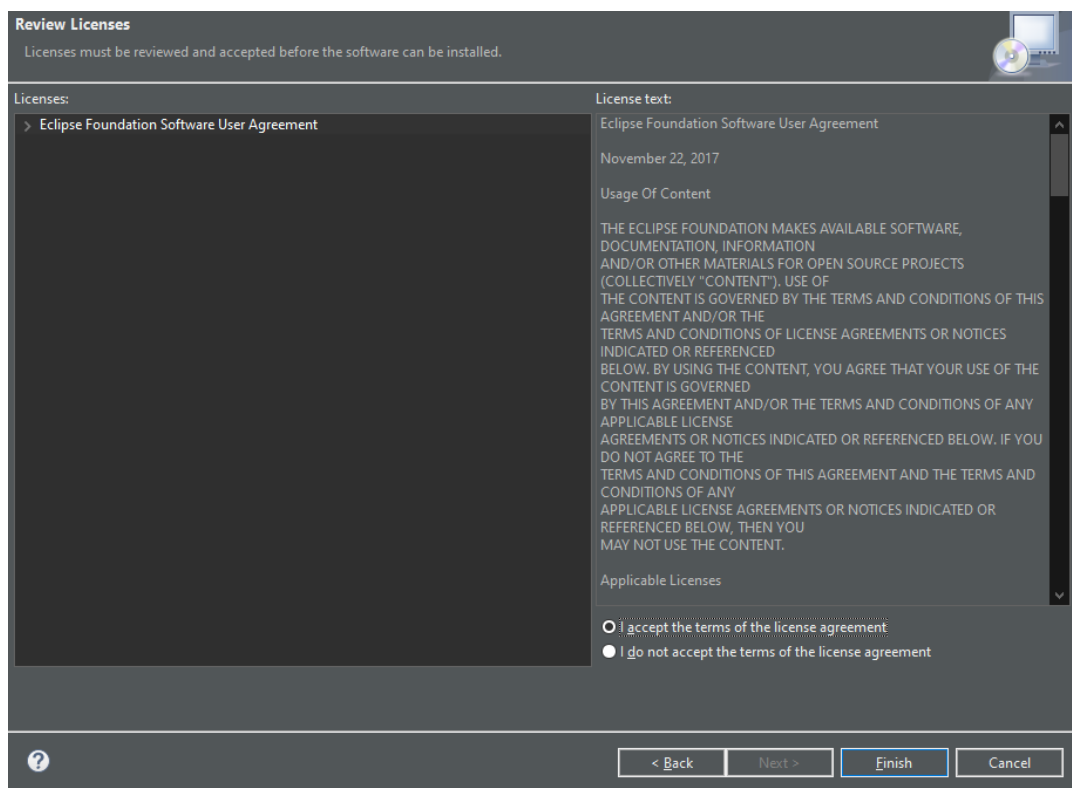 Review Licenses
Licenses must be reviewed and accepted before the software can be installed.
Licenses:
Eclipse Foundation Software User Agreement
License text:
Eclipse Foundation Software User Agreement
November 22, 2017
Usage Of Content
THE ECLIPSE FOUNDATION MAKES AVAILABLE SOFTWARE,
DOCUMENTATION, INFORMATION
AND/OR OTHER MATERIALS FOR OPEN SOURCE PROJECTS
(COLLECTIVELY "CONTENT"). USE OF
THE CONTENT IS GOVERNED BY THE TERMS AND CONDITIONS OF THIS
AGREEMENT AND/OR THE
TERMS AND CONDITIONS OF LICENSE AGREEMENTS OR NOTICES
INDICATED OR REFERENCED
BELOW. BY USING THE CONTENT, YOU AGREE THAT YOUR USE OF THE
CONTENT IS GOVERNED
BY THIS AGREEMENT AND/OR THE TERMS AND CONDITIONS OF ANY
APPLICABLE LICENSE
AGREEMENTS OR NOTICES INDICATED OR REFERENCED BELOW. IF YOU
DO NOT AGREE TO THE
TERMS AND CONDITIONS OF THIS AGREEMENT AND THE TERMS AND
CONDITIONS OF ANY
APPLICABLE LICENSE AGREEMENTS OR NOTICES INDICATED OR
REFERENCED BELOW, THEN YOU
MAY NOT USE THE CONTENT.
Applicable Licenses
I accept the terms of the license agreement
I do not accept the terms of the license agreement
< Back
Next >
Finish
Cancel